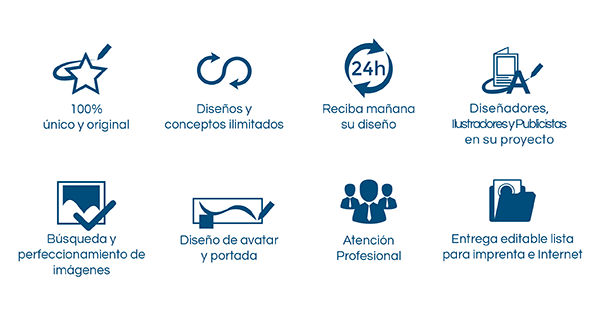 100%
único y original
Diseños y
conceptos ilimitados
24h
Reciba mañana
su diseño
A
Diseñadores,
Ilustradores y Publicistas
en su proyecto
Búsqueda y
perfeccionamiento de
imágenes
Diseño de avatar
y portada
Atención
Profesional
Entrega editable lista
para imprenta e Internet